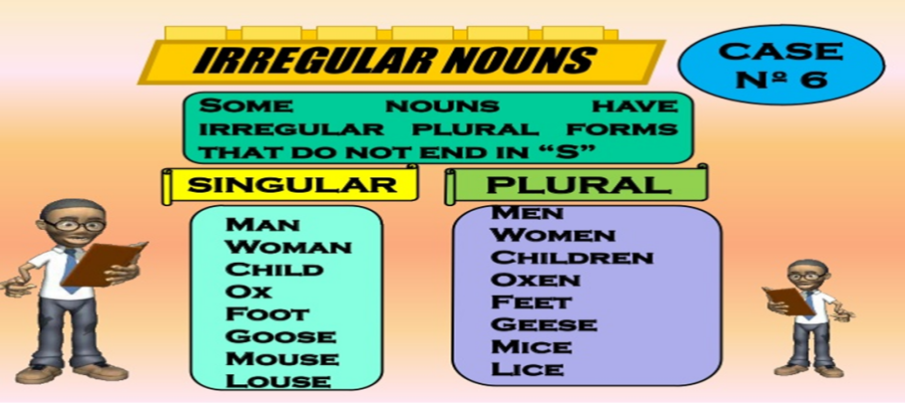 IRREGULAR NOUNS
CASE
Nº 6
SOME NOUNS HAVE
IRREGULAR PLURAL FORMS
THAT DO NOT END IN “S”
SINGULAR
MAN
WOMAN
CHILD
OX
FOOT
GOOSE
MOUSE
LOUSE
PLURAL
MEN
WOMEN
CHILDREN
OXEN
FEET
GEESE
MICE
LICE